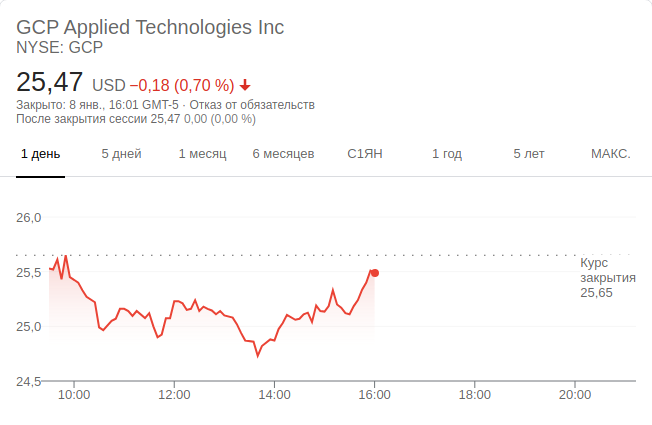 GCP Applied Technologies Inc
NYSE: GCP
25,47 USD −0,18 (0,70 %)
Закрыто: 8 янв., 16:01 GMT-5 · Отказ от обязательств
После закрытия сессии 25,47 0,00 (0,00 %)
1 день 5 дней 1 месяц 6 месяцев С1ЯН 1 год 5 лет МАКС.
26,0
25,5
25,0
24,5
Курс
закрытия
25,65
10:00 12:00 14:00 16:00 18:00 20:00